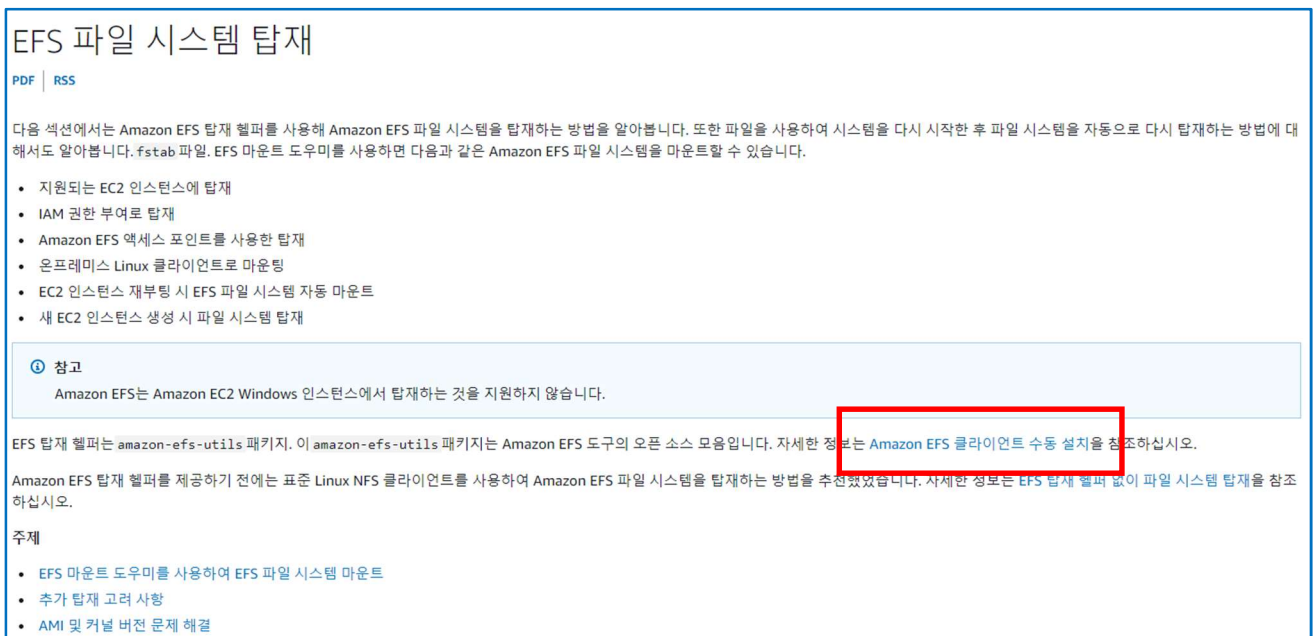 EFS 파일 시스템 탑재
PDF | RSS
다음 섹션에서는 Amazon EFS 탑재 헬퍼를 사용해 Amazon EFS 파일 시스템을 탑재하는 방법을 알아봅니다. 또한 파일을 사용하여 시스템을 다시 시작한 후 파일 시스템을 자동으로 다시 탑재하는 방법에 대
해서도 알아봅니다. fstab 파일. EFS 마운트 도우미를 사용하면 다음과 같은 Amazon EFS 파일 시스템을 마운트할 수 있습니다.
• 지원되는 EC2 인스턴스에 탑재
• IAM 권한 부여로 탑재
• Amazon EFS 액세스 포인트를 사용한 탑재
• 온프레미스 Linux 클라이언트로 마운팅
• EC2 인스턴스 재부팅 시 EFS 파일 시스템 자동 마운트
• 새 EC2 인스턴스 생성 시 파일 시스템 탑재
참고
Amazon EFS는 Amazon EC2 Windows 인스턴스에서 탑재하는 것을 지원하지 않습니다.
EFS 탑재 헬퍼는 amazon-efs-utils 패키지. 이 amazon-efs-utils 패키지는 Amazon EFS 도구의 오픈 소스 모음입니다. 자세한 정보는 Amazon EFS 클라이언트 수동 설치을 참조하십시오.
Amazon EFS 탑재 헬퍼를 제공하기 전에는 표준 Linux NFS 클라이언트를 사용하여 Amazon EFS 파일 시스템을 탑재하는 방법을 추천했었습니다. 자세한 정보는 EFS 탑재 헬퍼 없이 파일 시스템 탑재을 참조
하십시오.
주제
• EFS 마운트 도우미를 사용하여 EFS 파일 시스템 마운트
• 추가 탑재 고려 사항
• AMI 및 커널 버전 문제 해결